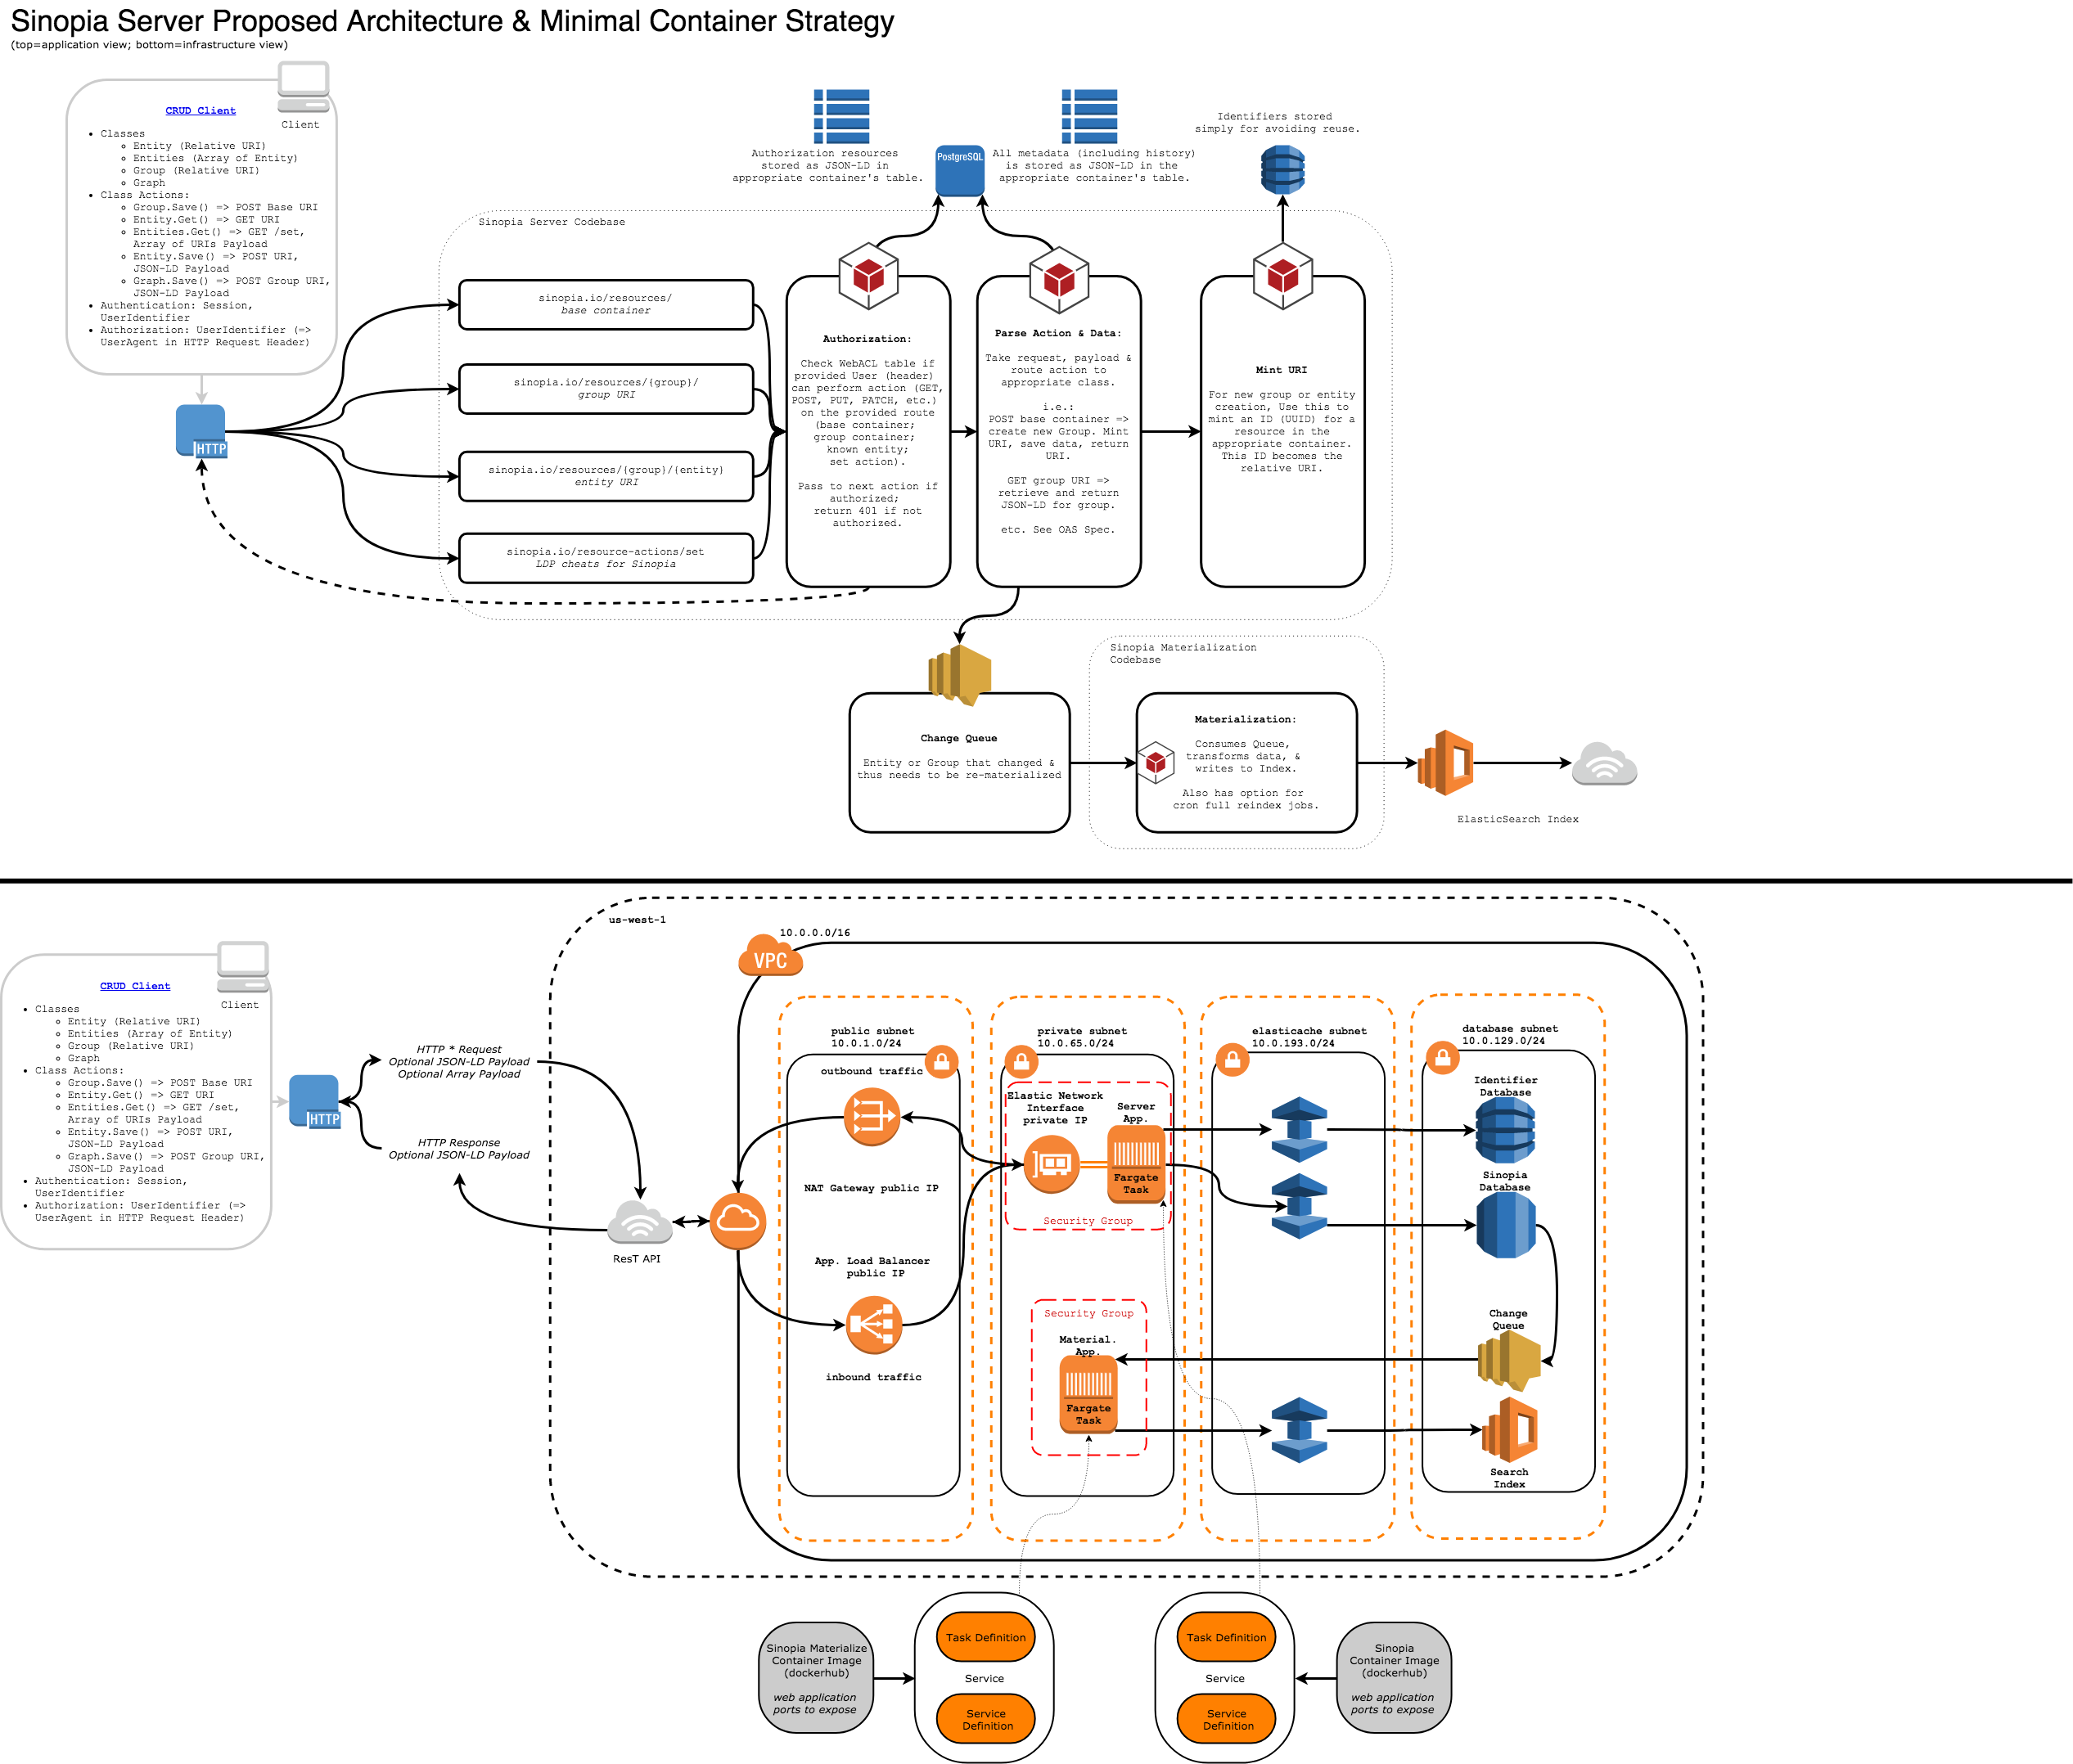 Sinopia Server Proposed Architecture & Minimal Container Strategy
(top=application view; bottom=infrastructure view)
CRUD Client
Client
• Classes
◦ Entity (Relative URI)
◦ Entities (Array of Entity)
◦ Group (Relative URI)
◦ Graph
• Class Actions:
◦ Group.Save() => POST Base URI
◦ Entity.Get() => GET URI
◦ Entities.Get() => GET /set,
Array of URIs Payload
◦ Entity.Save() => POST URI,
JSON-LD Payload
◦ Graph.Save() => POST Group URI,
JSON-LD Payload
• Authentication: Session,
UserIdentifier
• Authorization: UserIdentifier (=>
UserAgent in HTTP Request Header)
HTTP
Authorization resources
stored as JSON-LD in
appropriate container's table.
PostgreSQL
All metadata (including history)
is stored as JSON-LD in the
appropriate container's table.
Identifiers stored
simply for avoiding reuse.
Sinopia Server Codebase
sinopia.io/resources/
base container
sinopia.io/resources/{group}/
group URI
sinopia.io/resources/{group}/{entity)
entity URI
sinopia.io/resource-actions/set
LDP cheats for Sinopia
Authorization:
Check WebACL table if
provided User (header)
can perform action (GET,
POST, PUT, PATCH, etc.)
on the provided route
(base container;
group container;
known entity;
set action).
Pass to next action if
authorized;
return 401 if not
authorized.
Parse Action & Data:
Take request, payload &
route action to
appropriate class.
i.e.:
POST base container =>
create new Group. Mint
URI, save data, return
URI.
GET group URI =>
retrieve and return
JSON-LD for group.
etc. See OAS Spec.
Mint URI
For new group or entity
creation, Use this to
mint an ID (UUID) for a
resource in the
appropriate container.
This ID becomes the
relative URI.
Change Queue
Entity or Group that changed &
thus needs to be re-materialized
Sinopia Materialization
Codebase
Materialization:
Consumes Queue,
transforms data, &
writes to Index.
Also has option for
cron full reindex jobs.
ElasticSearch Index
CRUD Client
Client
• Classes
◦ Entity (Relative URI)
◦ Entities (Array of Entity)
◦ Group (Relative URI)
◦ Graph
• Class Actions:
◦ Group.Save() => POST Base URI
◦ Entity.Get() => GET URI
◦ Entities.Get() => GET /set,
Array of URIs Payload
◦ Entity.Save() => POST URI,
JSON-LD Payload
◦ Graph.Save() => POST Group URI,
JSON-LD Payload
• Authentication: Session,
UserIdentifier
• Authorization: UserIdentifier (=>
UserAgent in HTTP Request Header)
HTTP
HTTP * Request
Optional JSON-LD Payload
Optional Array Payload
HTTP Response
Optional JSON-LD Payload
ResT API
us-west-1
10.0.0.0/16
VPC
public subnet
10.0.1.0/24
outbound traffic
NAT Gateway public IP
App. Load Balancer
public IP
inbound traffic
private subnet
10.0.65.0/24
Elastic Network
Interface
private IP
Server
App.
Fargate
Task
Security Group
Security Group
Material.
App.
Fargate
Task
elasticache subnet
10.0.193.0/24
database subnet
10.0.129.0/24
Identifier
Database
Sinopia
Database
Change
Queue
Search
Index
Sinopia Materialize
Container Image
(dockerhub)
web application
ports to expose
Task Definition
Service
Service
Definition
Task Definition
Service
Service
Definition
Sinopia
Container Image
(dockerhub)
web application
ports to expose